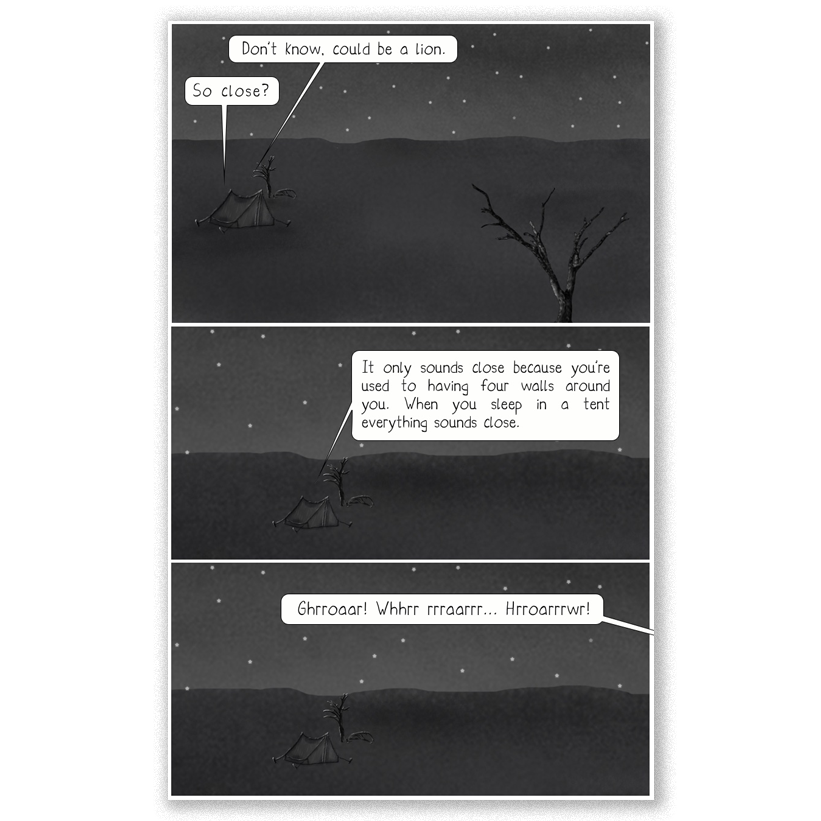 Don't know, could be a lion.
So close?
It only sounds close because you're
used to having four walls around
you. When you sleep in a tent
everything sounds close.
Ghrroaar! Whhrr rrraarrr... Hrroarrrwr!